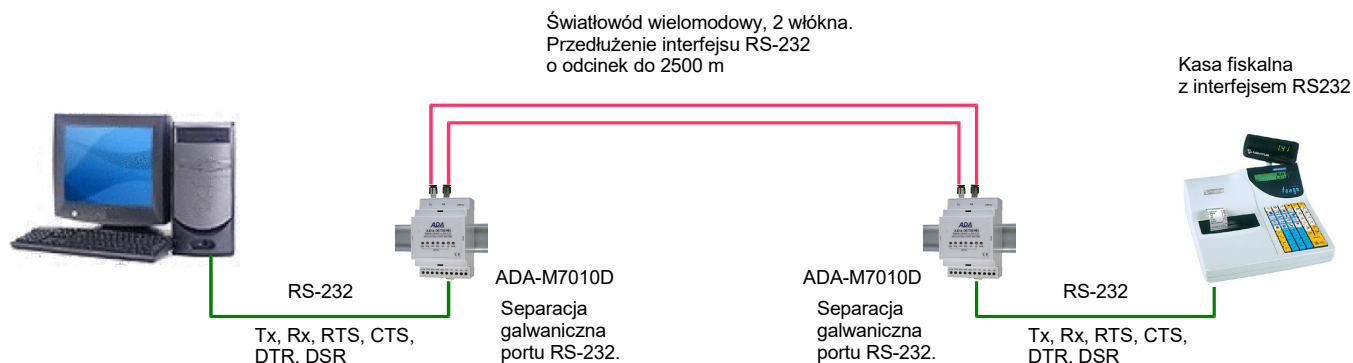 Światłowód wielomodowy, 2 włókna.
Przedłużenie interfejsu RS-232
o odcinek do 2500 m
Kasa fiskalna
z interfejsem RS232
ADA
ADA
ADA-M7010D
ADA-M7010D
RS-232
RS-232
Separacja
galwaniczna
portu RS-232.
Separacja
galwaniczna
portu RS-232.
Tx, Rx, RTS, CTS,
DTR, DSR
Tx, Rx, RTS, CTS,
DTR, DSR